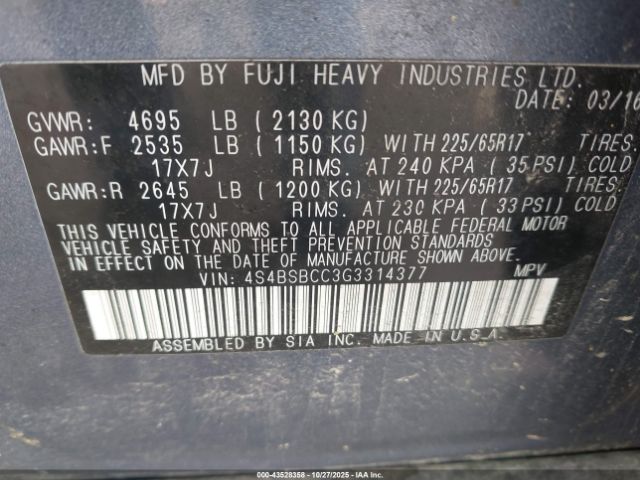 MFD BY FUJI HEAVY INDUSTRIES LTD.
DATE: 03/16
GVWR: 4695 LB (2130 KG)
GAWR:F 2535 LB (1150 KG) WITH 225/65R17 TIRES.
17X7J RIMS. AT 240 KPA (35 PSI) COLD
GAWR:R 2645 LB (1200 KG) WITH 225/65R17 TIRES.
17X7J RIMS. AT 230 KPA (33 PSI) COLD
THIS VEHICLE CONFORMS TO ALL APPLICABLE FEDERAL MOTOR
VEHICLE SAFETY AND THEFT PREVENTION STANDARDS
IN EFFECT ON THE DATE OF MANUFACTURE SHOWN ABOVE.
VIN: 4S4BSBCC3G3314377 MPV
ASSEMBLED BY SIA INC. MADE IN U.S.A.
000-43528358 10/27/2025 IAAI.COM